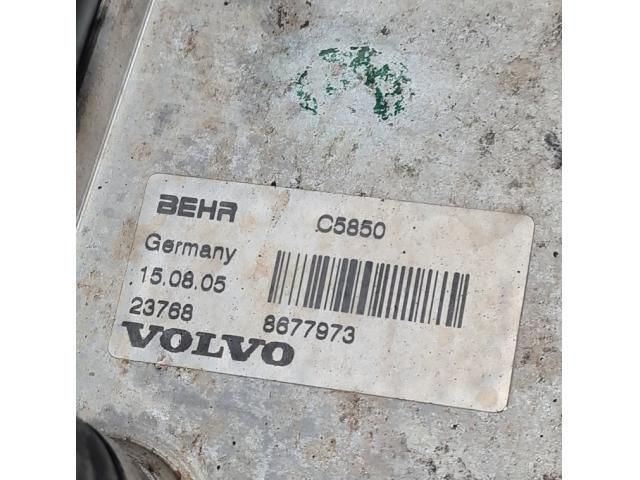 BEHR C5850
Germany
15.08.05
23768 8677973
VOLVO